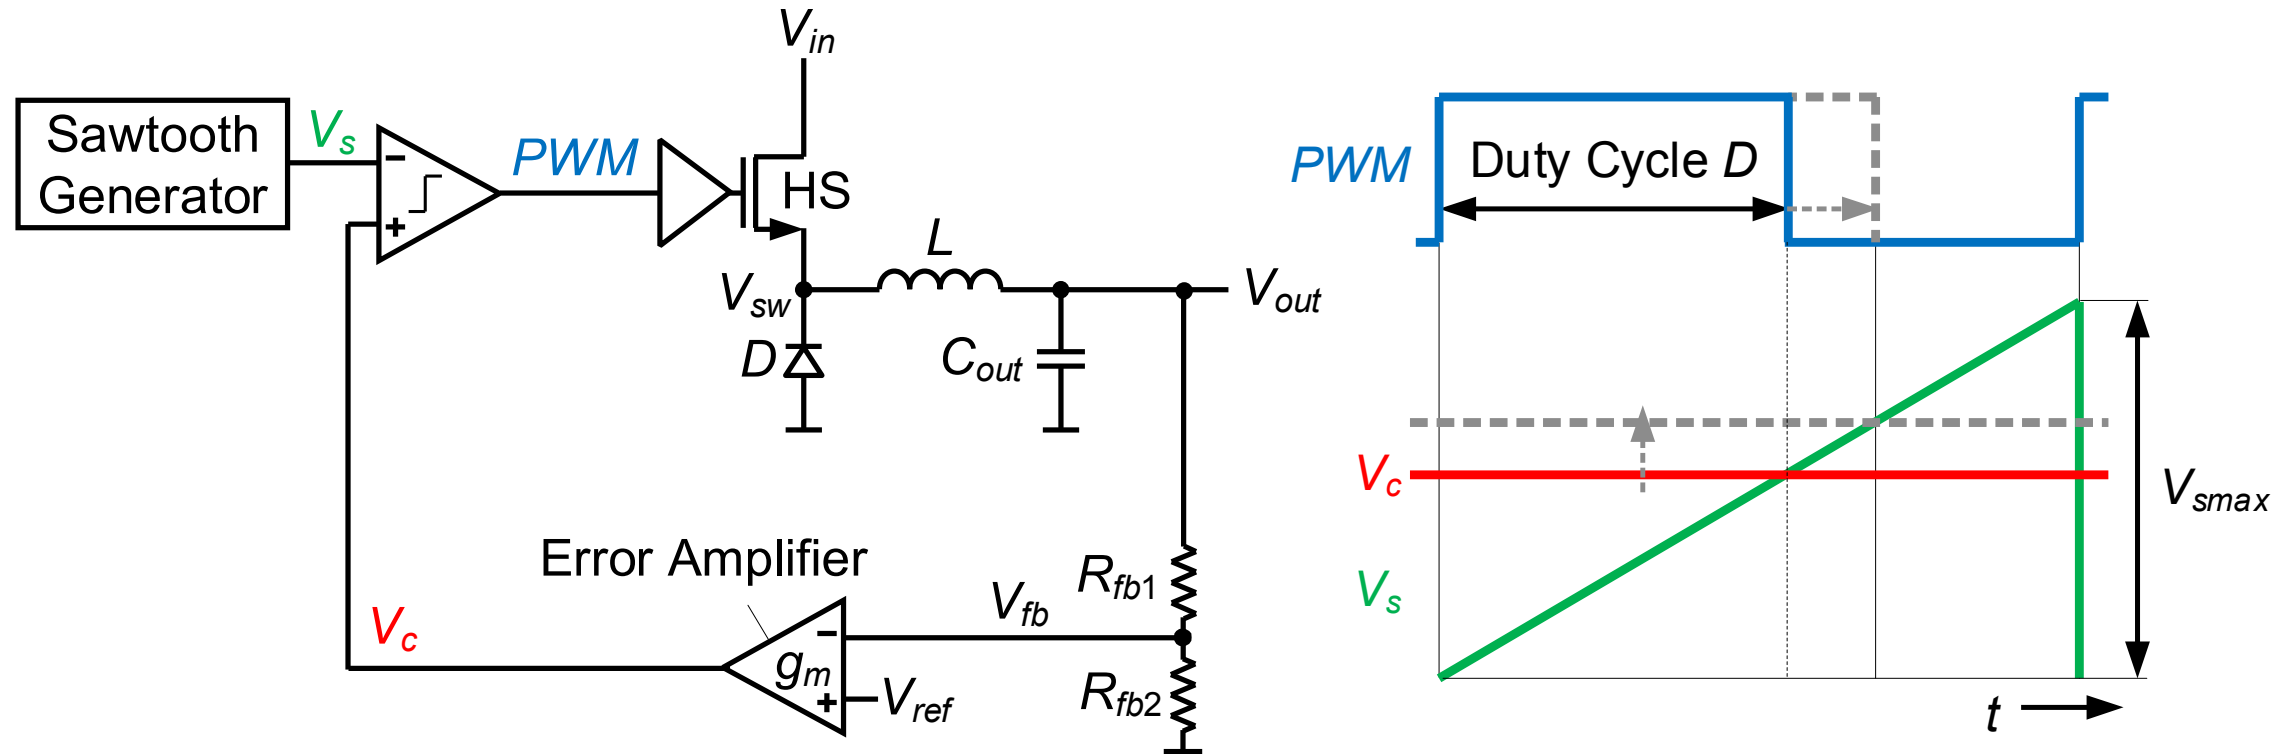 Sawtooth
Generator
Vs
PWM
Vin
HS
L
Vsw
D
Cout
Vout
Error Amplifier
Vc
gm
Vfb
Vref
Rfb1
Rfb2
PWM
Duty Cycle D
Vc
Vs
Vsmax
t